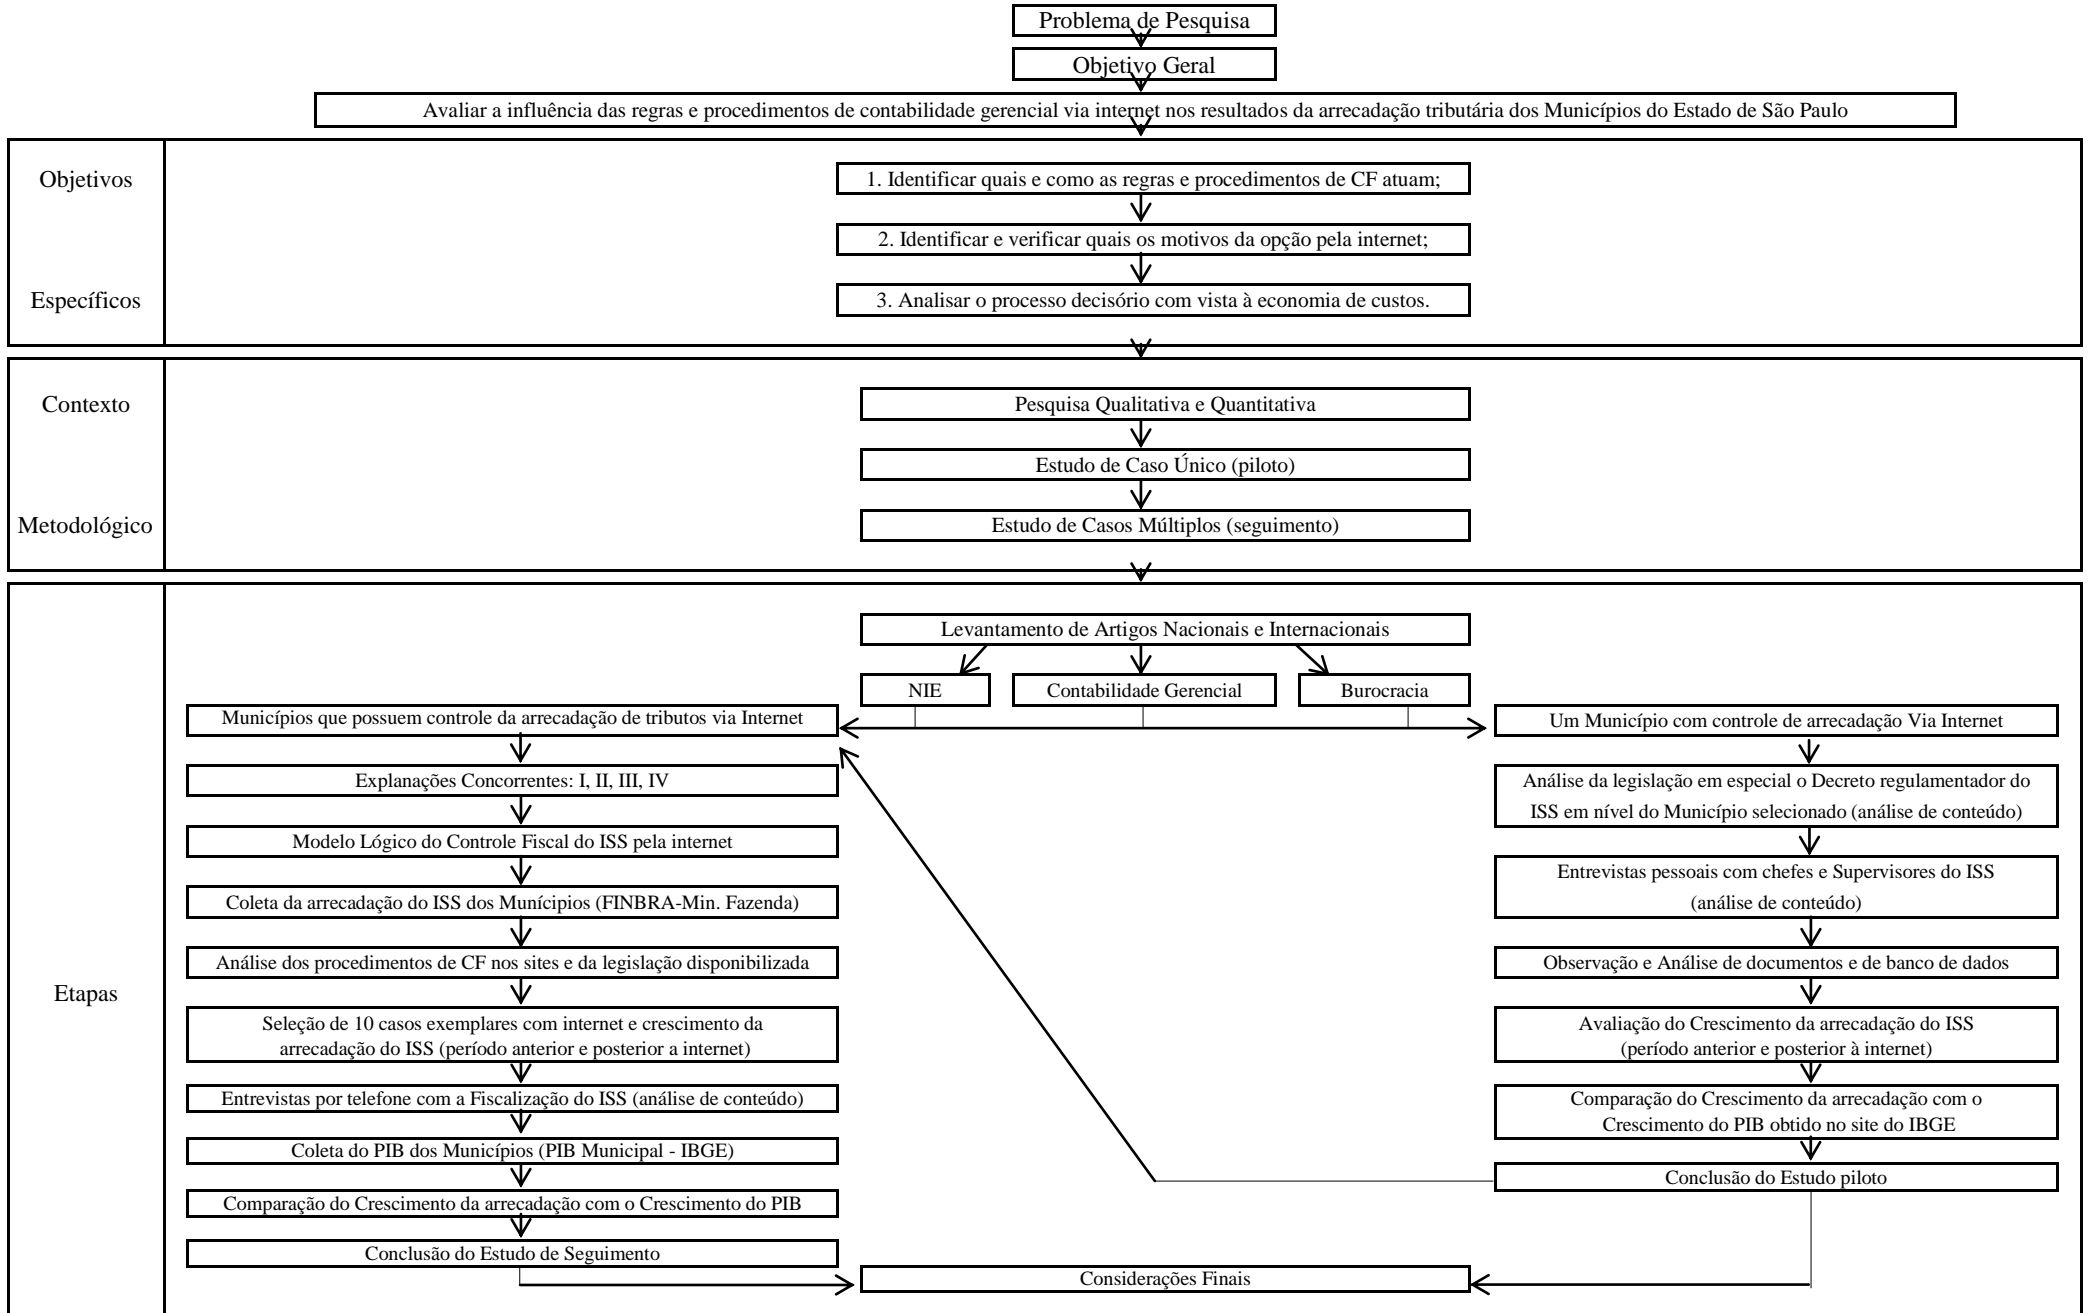 Problema de Pesquisa
Objetivo Geral
Avaliar a influência das regras e procedimentos de contabilidade gerencial via internet nos resultados da arrecadação tributária dos Municípios do Estado de São Paulo
Objetivos
Específicos
1. Identificar quais e como as regras e procedimentos de CF atuam;
2. Identificar e verificar quais os motivos da opção pela internet;
3. Analisar o processo decisório com vista à economia de custos.
Contexto
Metodológico
Pesquisa Qualitativa e Quantitativa
Estudo de Caso Único (piloto)
Estudo de Casos Múltiplos (seguimento)
Etapas
Levantamento de Artigos Nacionais e Internacionais
NIE
Contabilidade Gerencial
Burocracia
Municípios que possuem controle da arrecadação de tributos via Internet
Explanações Concorrentes: I, II, III, IV
Modelo Lógico do Controle Fiscal do ISS pela internet
Coleta da arrecadação do ISS dos Munícipios (FINBRA-Min. Fazenda)
Análise dos procedimentos de CF nos sites e da legislação disponibilizada
Seleção de 10 casos exemplares com internet e crescimento da
arrecadação do ISS (período anterior e posterior a internet)
Entrevistas por telefone com a Fiscalização do ISS (análise de conteúdo)
Coleta do PIB dos Municípios (PIB Municipal - IBGE)
Comparação do Crescimento da arrecadação com o Crescimento do PIB
Conclusão do Estudo de Seguimento
Um Município com controle de arrecadação Via Internet
Análise da legislação em especial o Decreto regulamentador do
ISS em nível do Município selecionado (análise de conteúdo)
Entrevistas pessoais com chefes e Supervisores do ISS
(análise de conteúdo)
Observação e Análise de documentos e de banco de dados
Avaliação do Crescimento da arrecadação do ISS
(período anterior e posterior à internet)
Comparação do Crescimento da arrecadação com o
Crescimento do PIB obtido no site do IBGE
Conclusão do Estudo piloto
Considerações Finais